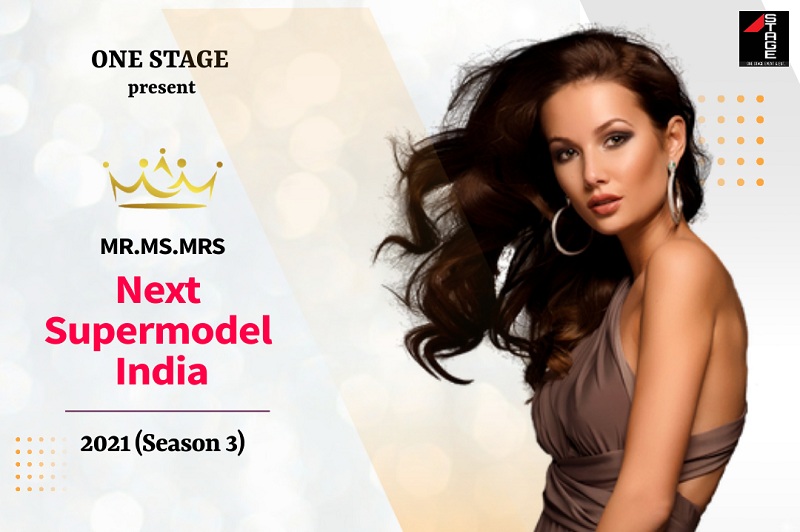 ONE STAGE
present
MR.MS.MRS
Next
Supermodel
India
2021 (Season 3)
STAGE